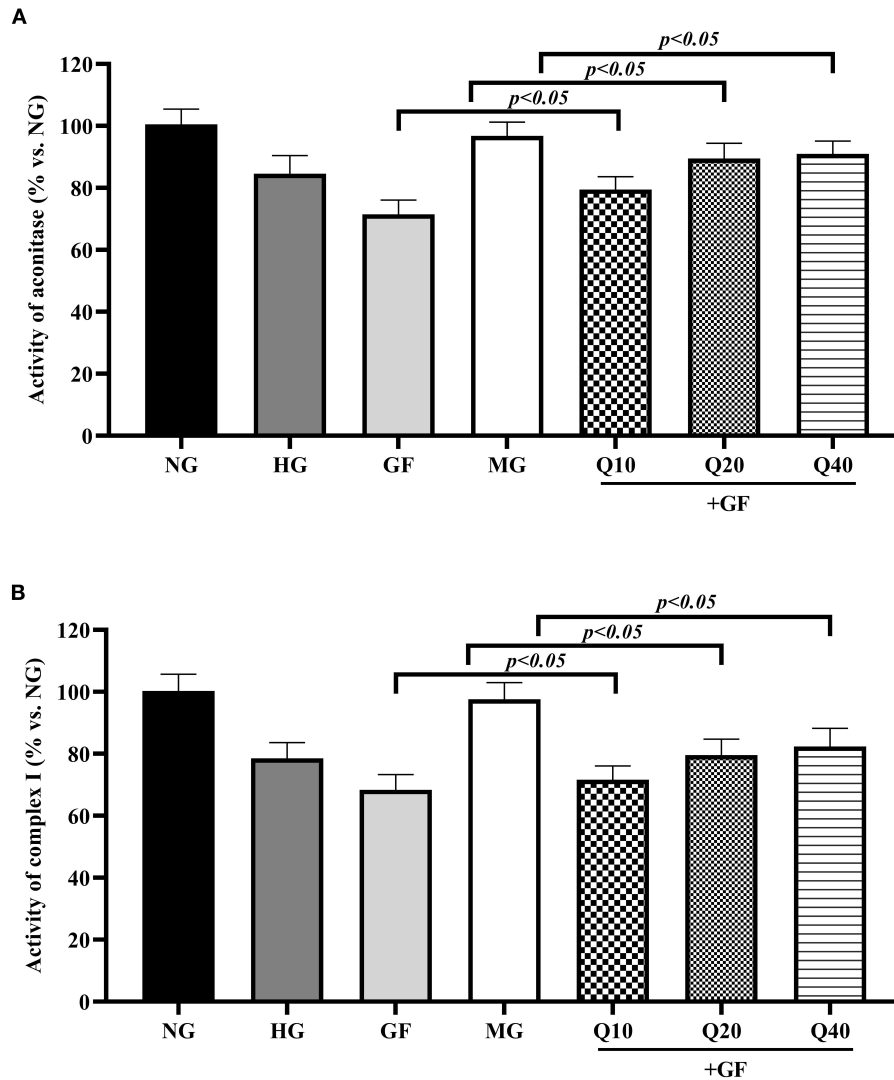 A
p<0.05
p<0.05
p<0.05
Activity of aconitase (% vs. NG)
120
100
80
60
40
20
0
NG HG GF MG Q10 Q20 Q40
+GF
B
p<0.05
p<0.05
p<0.05
Activity of complex I (% vs. NG)
120
100
80
60
40
20
0
NG HG GF MG Q10 Q20 Q40
+GF